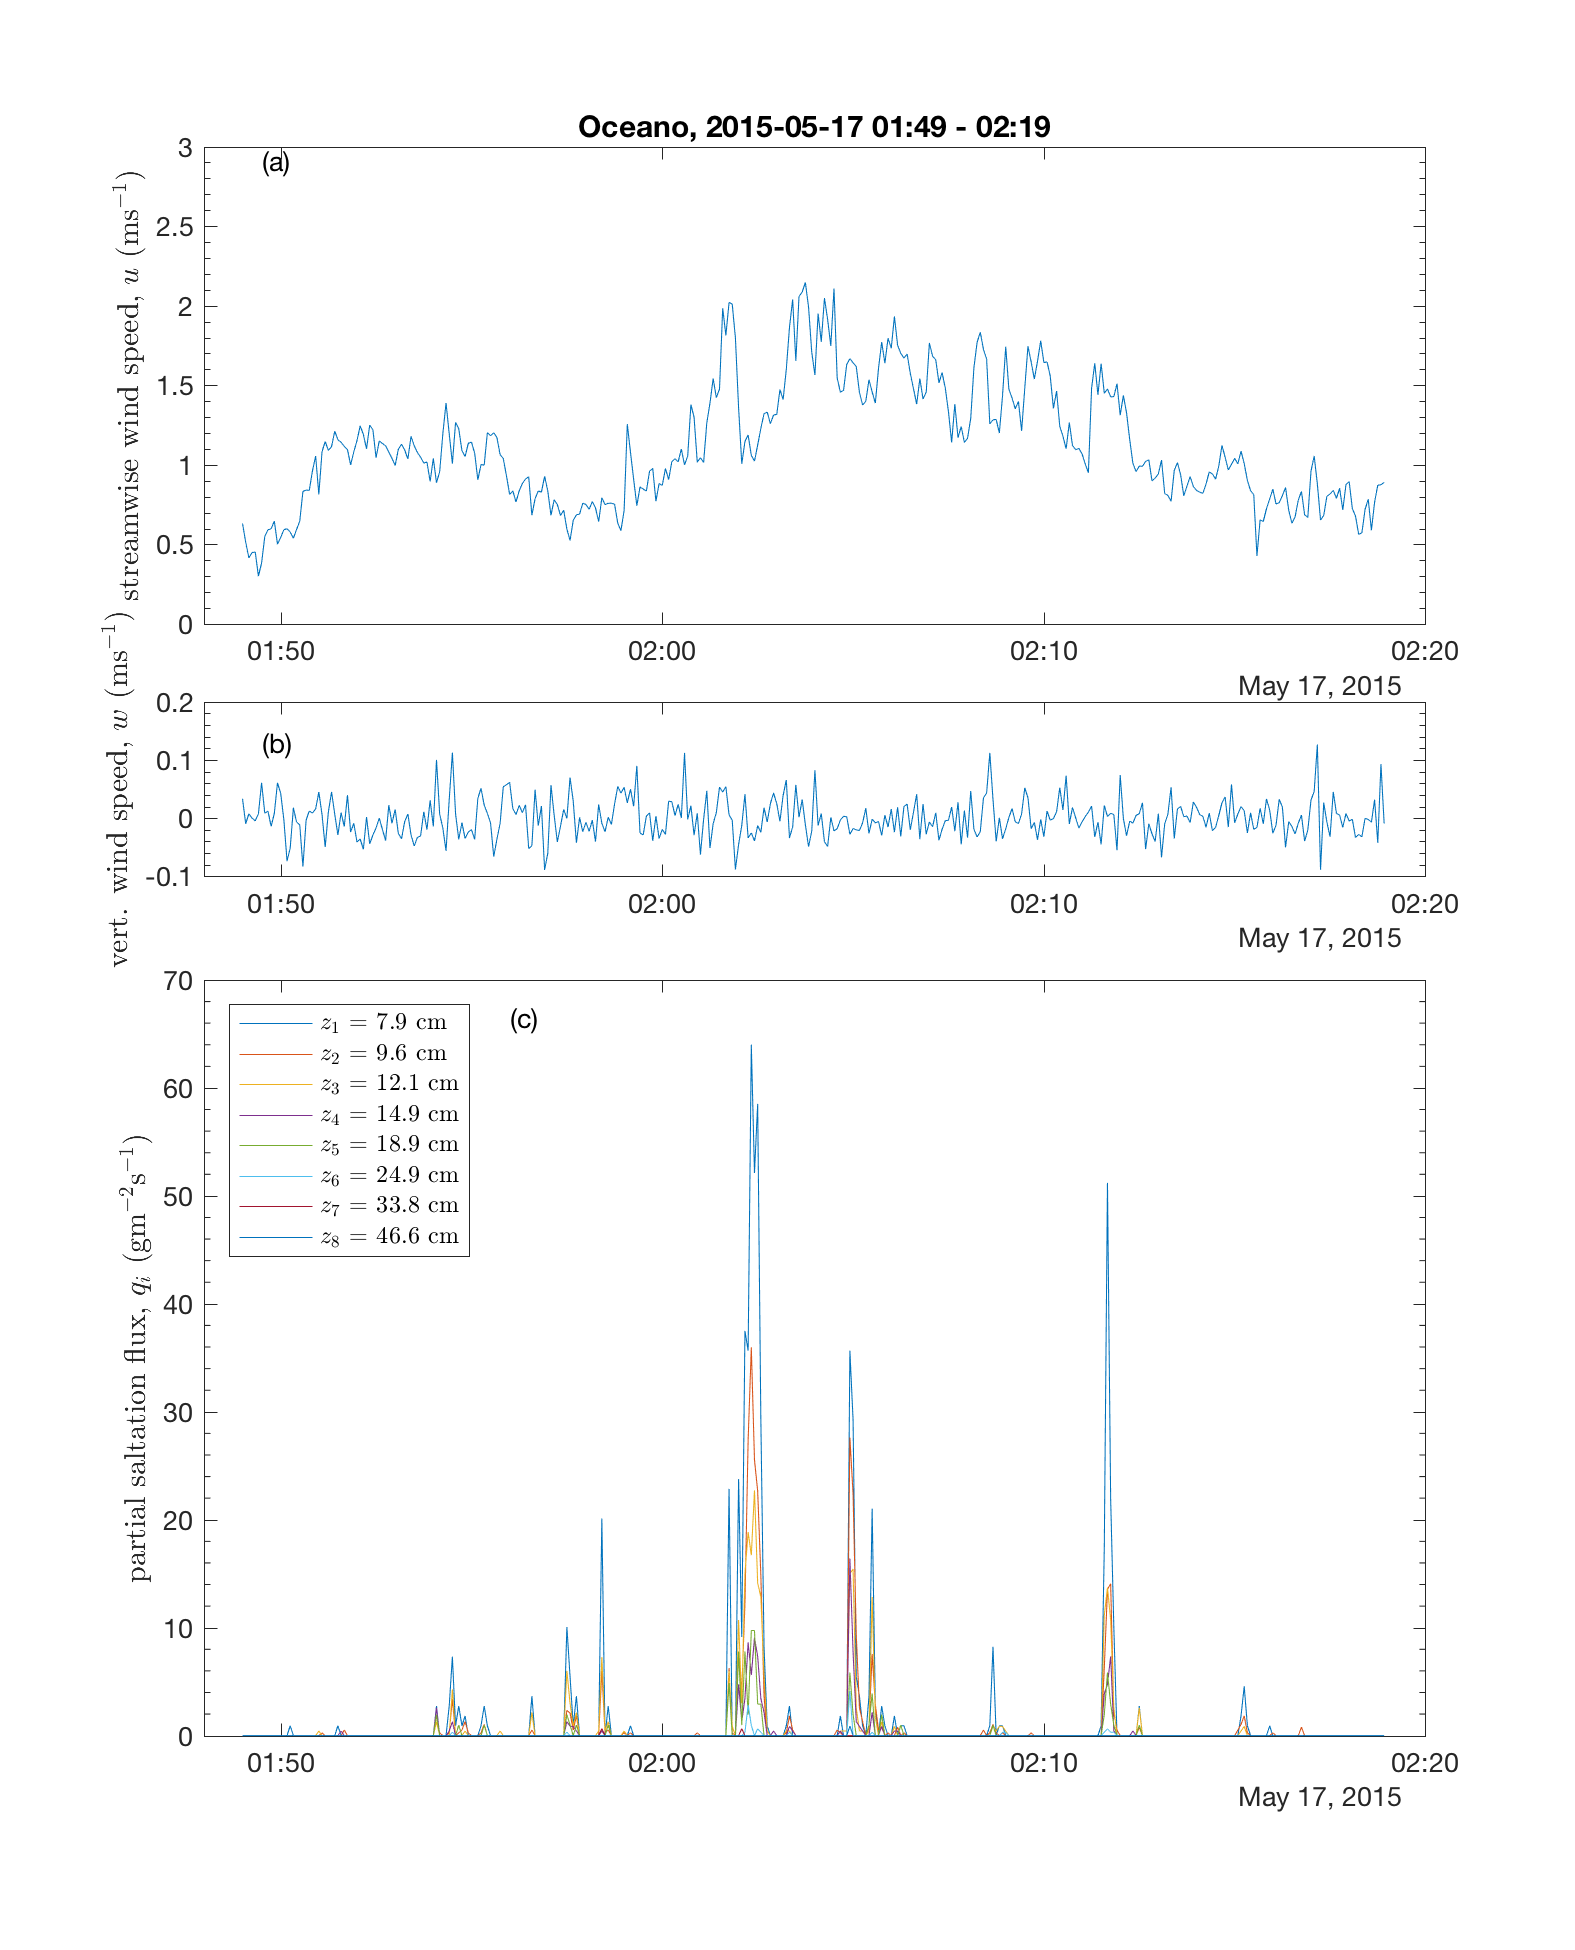 Oceano, 2015-05-17 01:49 - 02:19
(a)
streamwise wind speed, u (ms⁻¹)
3
2.5
2
1.5
1
0.5
0
01:50 02:00 02:10 02:20
May 17, 2015
(b)
vert. wind speed, w (ms⁻¹)
0.2
0.1
0
-0.1
01:50 02:00 02:10 02:20
May 17, 2015
(c)
partial saltation flux, qᵢ (gm⁻²s⁻¹)
70
60
50
40
30
20
10
0
z₁ = 7.9 cm
z₂ = 9.6 cm
z₃ = 12.1 cm
z₄ = 14.9 cm
z₅ = 18.9 cm
z₆ = 24.9 cm
z₇ = 33.8 cm
z₈ = 46.6 cm
01:50 02:00 02:10 02:20
May 17, 2015